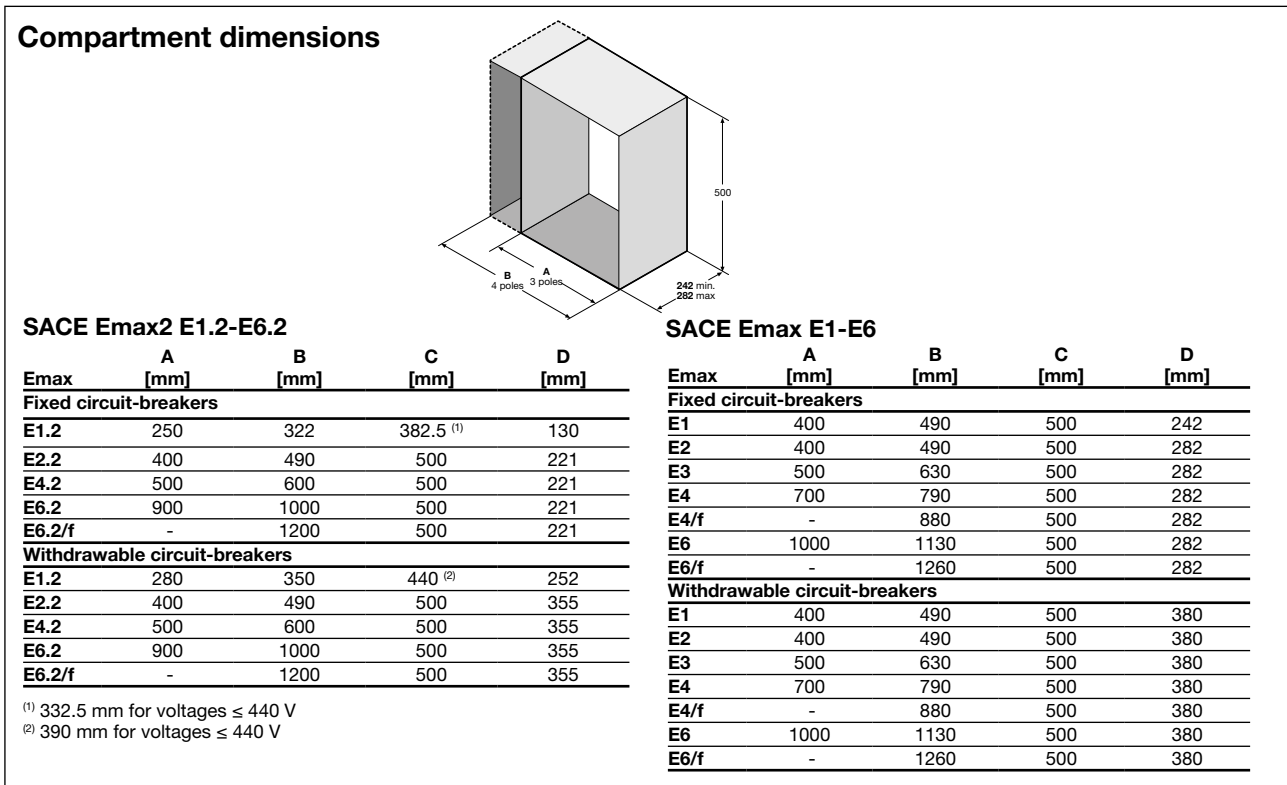 Compartment dimensions
500
B
4 poles
A
3 poles
242 min.
282 max
SACE Emax2 E1.2-E6.2
A B C D
Emax [mm] [mm] [mm] [mm]
Fixed circuit-breakers
E1.2 250 322 382.5 (1) 130
E2.2 400 490 500 221
E4.2 500 600 500 221
E6.2 900 1000 500 221
E6.2/f - 1200 500 221
Withdrawable circuit-breakers
E1.2 280 350 440 (2) 252
E2.2 400 490 500 355
E4.2 500 600 500 355
E6.2 900 1000 500 355
E6.2/f - 1200 500 355
(1) 332.5 mm for voltages ≤ 440 V
(2) 390 mm for voltages ≤ 440 V
SACE Emax E1-E6
A B C D
Emax [mm] [mm] [mm] [mm]
Fixed circuit-breakers
E1 400 490 500 242
E2 400 490 500 282
E3 500 630 500 282
E4 700 790 500 282
E4/f - 880 500 282
E6 1000 1130 500 282
E6/f - 1260 500 282
Withdrawable circuit-breakers
E1 400 490 500 380
E2 400 490 500 380
E3 500 630 500 380
E4 700 790 500 380
E4/f - 880 500 380
E6 1000 1130 500 380
E6/f - 1260 500 380